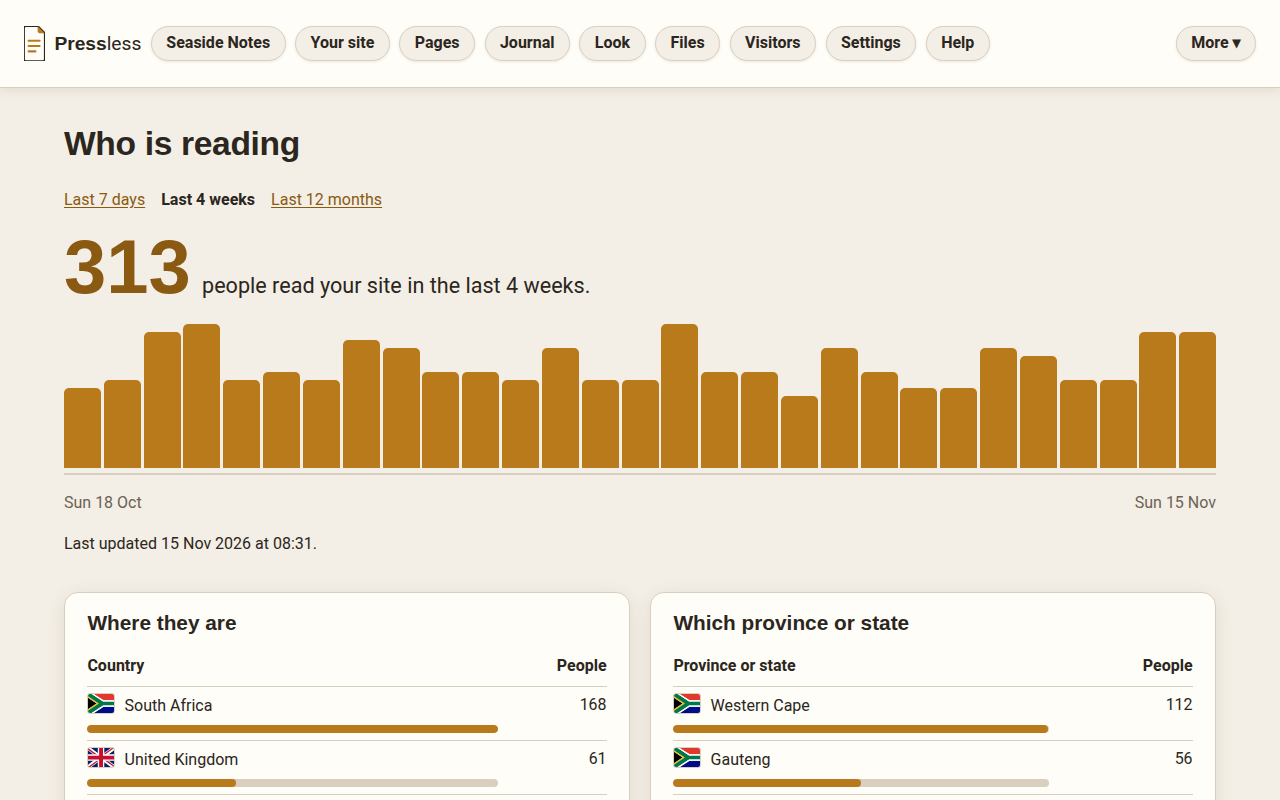 Pressless
Seaside Notes
Your site
Pages
Journal
Look
Files
Visitors
Settings
Help
More ▾
Who is reading
Last 7 days Last 4 weeks Last 12 months
313 people read your site in the last 4 weeks.
Sun 18 Oct Sun 15 Nov
Last updated 15 Nov 2026 at 08:31.
Where they are
Country People
South Africa 168
United Kingdom 61
Which province or state
Province or state People
Western Cape 112
Gauteng 56